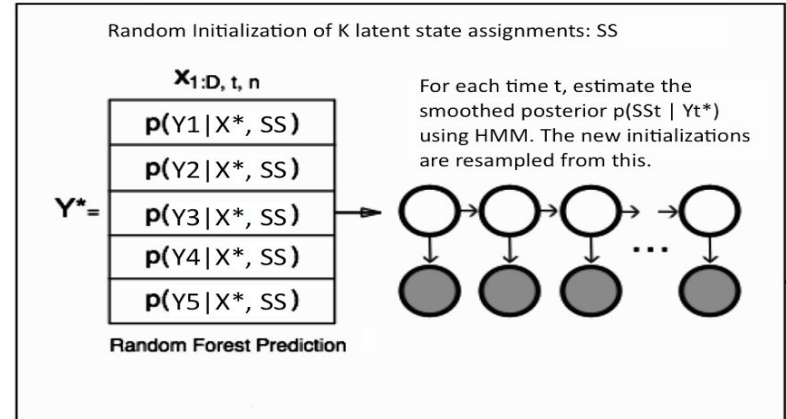 Random Initialization of K latent state assignments: SS
X1:D, t, n
p(Y1|X*, SS)
p(Y2|X*, SS)
Y*= p(Y3|X*, SS)
p(Y4|X*, SS)
p(Y5|X*, SS)
Random Forest Prediction
For each time t, estimate the
smoothed posterior p(SSt | Yt*)
using HMM. The new initializations
are resampled from this.
...